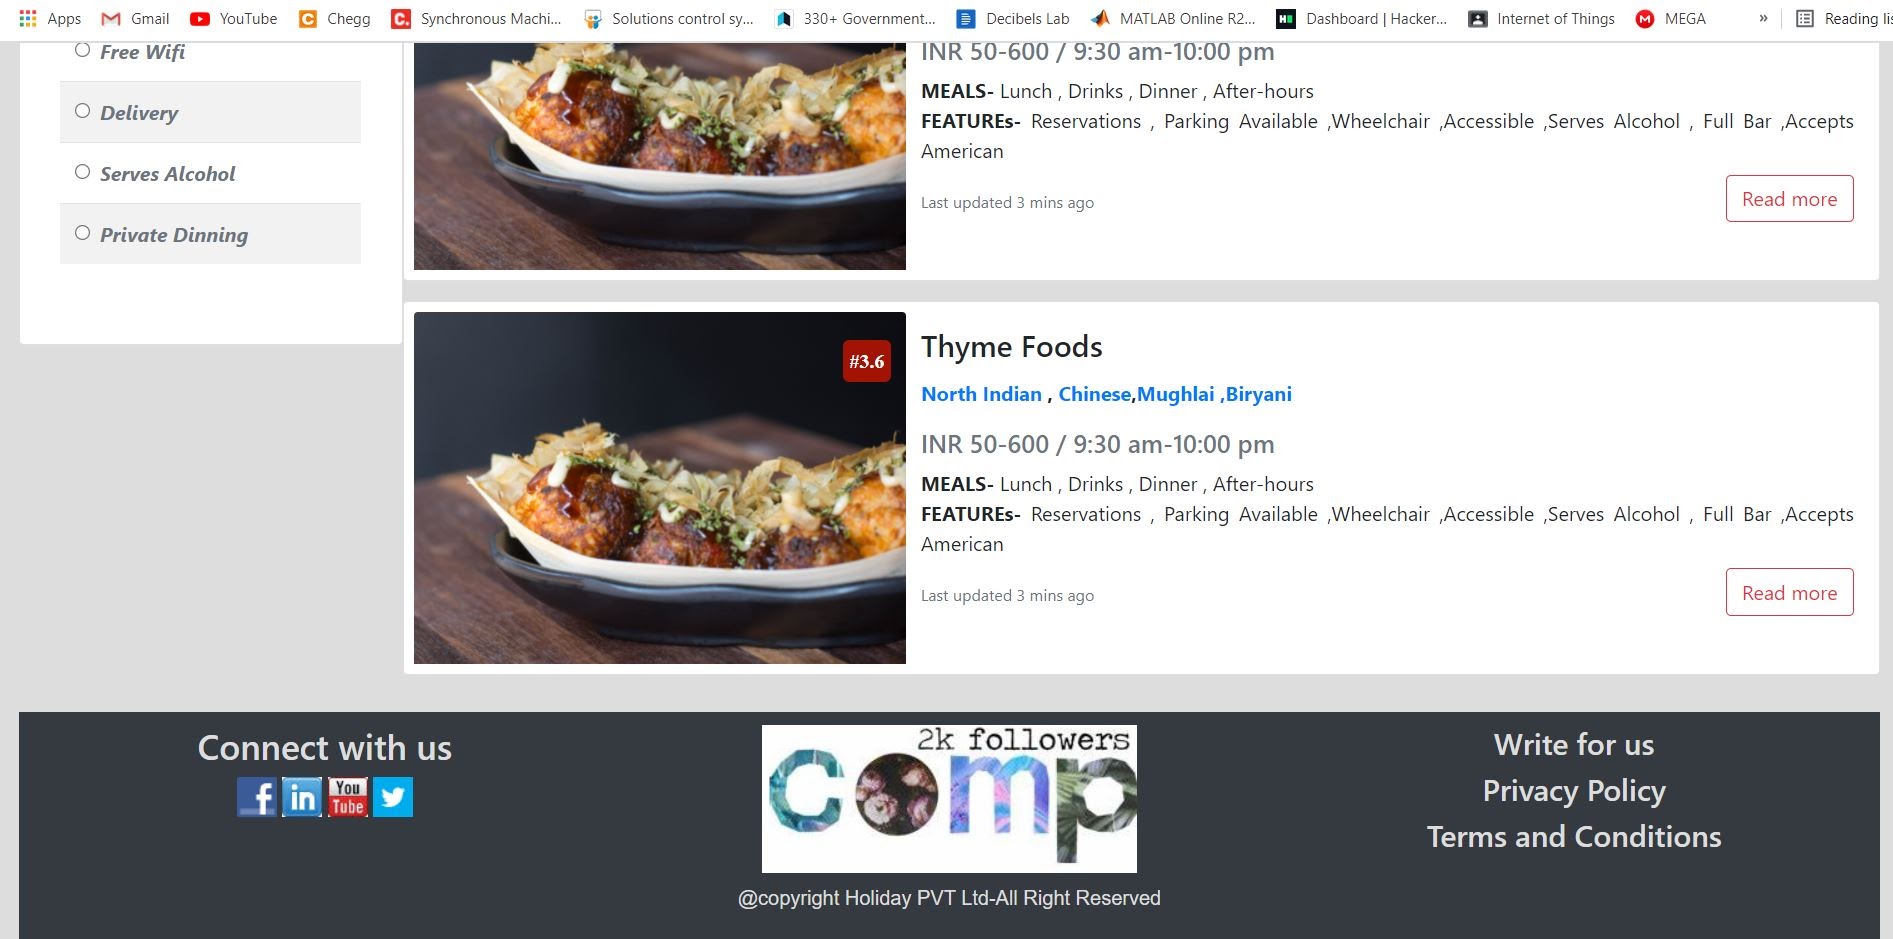 Apps Gmail YouTube Chegg Synchronous Machi... Solutions control sy... 330+ Government... Decibels Lab MATLAB Online R2... Dashboard | Hacker... Internet of Things MEGA » Reading lis
Free Wifi
Delivery
Serves Alcohol
Private Dinning
INR 50-600 / 9:30 am-10:00 pm
MEALS- Lunch , Drinks , Dinner , After-hours
FEATUREs- Reservations , Parking Available ,Wheelchair ,Accessible ,Serves Alcohol , Full Bar ,Accepts
American
Last updated 3 mins ago
Read more
#3.6
Thyme Foods
North Indian , Chinese,Mughlai ,Biryani
INR 50-600 / 9:30 am-10:00 pm
MEALS- Lunch , Drinks , Dinner , After-hours
FEATUREs- Reservations , Parking Available ,Wheelchair ,Accessible ,Serves Alcohol , Full Bar ,Accepts
American
Last updated 3 mins ago
Read more
Connect with us
f in You Tube
2k followers
comp
@copyright Holiday PVT Ltd-All Right Reserved
Write for us
Privacy Policy
Terms and Conditions